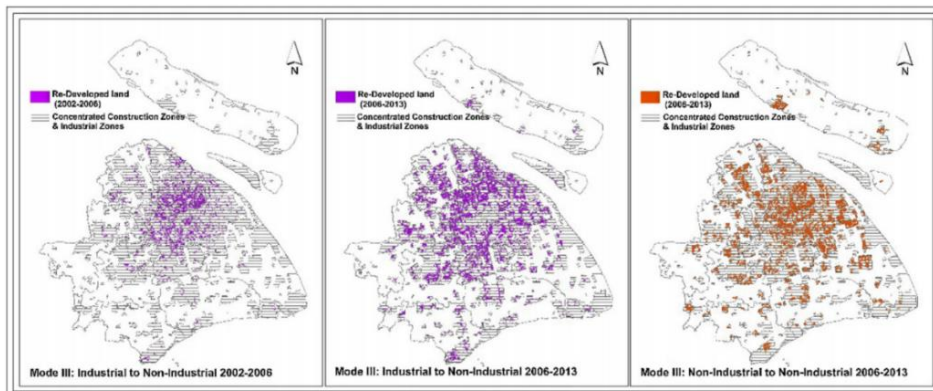 N
Re-Developed land
(2002-2006)
Concentrated Construction Zones
& Industrial Zones
Mode III: Industrial to Non-Industrial 2002-2006
N
Re-Developed land
(2006-2013)
Concentrated Construction Zones
& Industrial Zones
Mode III: Industrial to Non-Industrial 2006-2013
N
Re-Developed land
(2006-2013)
Concentrated Construction Zones
& Industrial Zones
Mode III: Non-Industrial to Non-Industrial 2006-2013